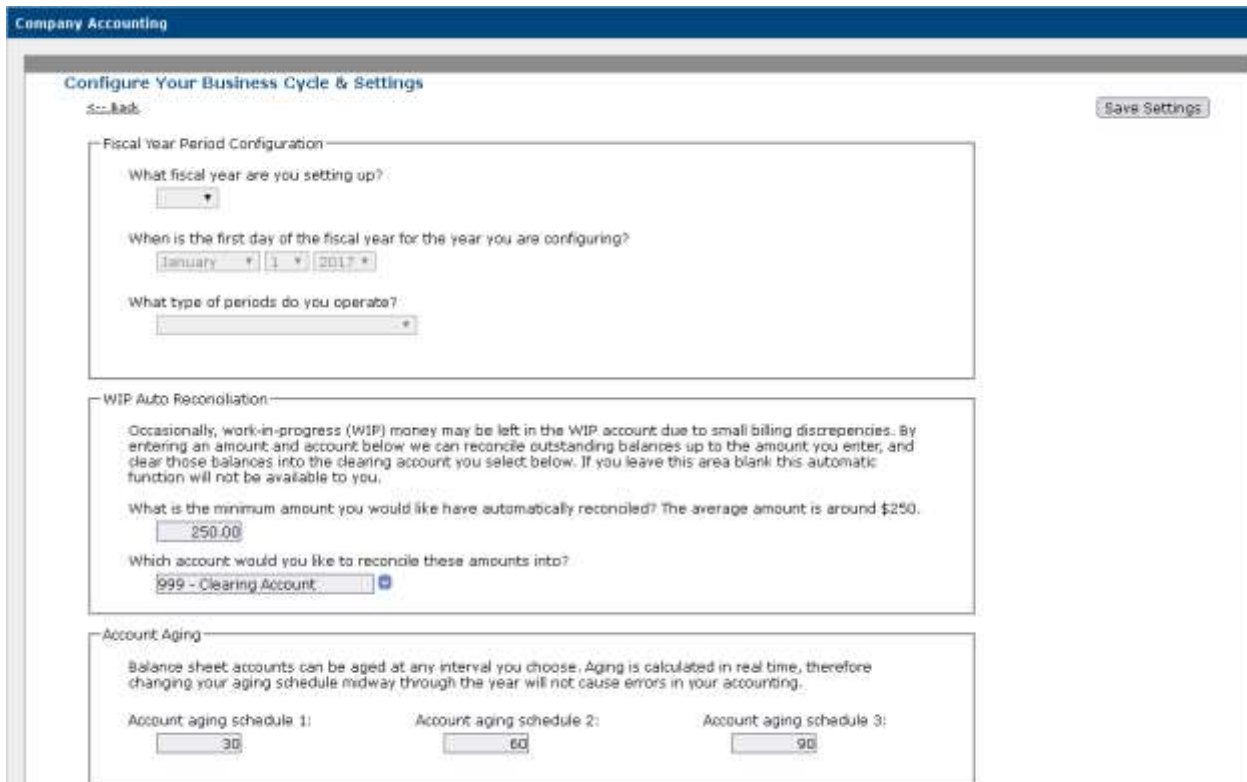 Company Accounting
Configure Your Business Cycle & Settings
<-- Back
Save Settings
Fiscal Year Period Configuration
What fiscal year are you setting up?
When is the first day of the fiscal year for the year you are configuring?
January 1 2017
What type of periods do you operate?
WIP Auto Reconciliation
Occasionally, work-in-progress (WIP) money may be left in the WIP account due to small billing discrepencies. By
entering an amount and account below we can reconcile outstanding balances up to the amount you enter, and
clear those balances into the clearing account you select below. If you leave this area blank this automatic
function will not be available to you.
What is the minimum amount you would like have automatically reconciled? The average amount is around $250.
250.00
Which account would you like to reconcile these amounts into?
999 - Clearing Account
Account Aging
Balance sheet accounts can be aged at any interval you choose. Aging is calculated in real time, therefore
changing your aging schedule midway through the year will not cause errors in your accounting.
Account aging schedule 1: Account aging schedule 2: Account aging schedule 3:
30 60 90